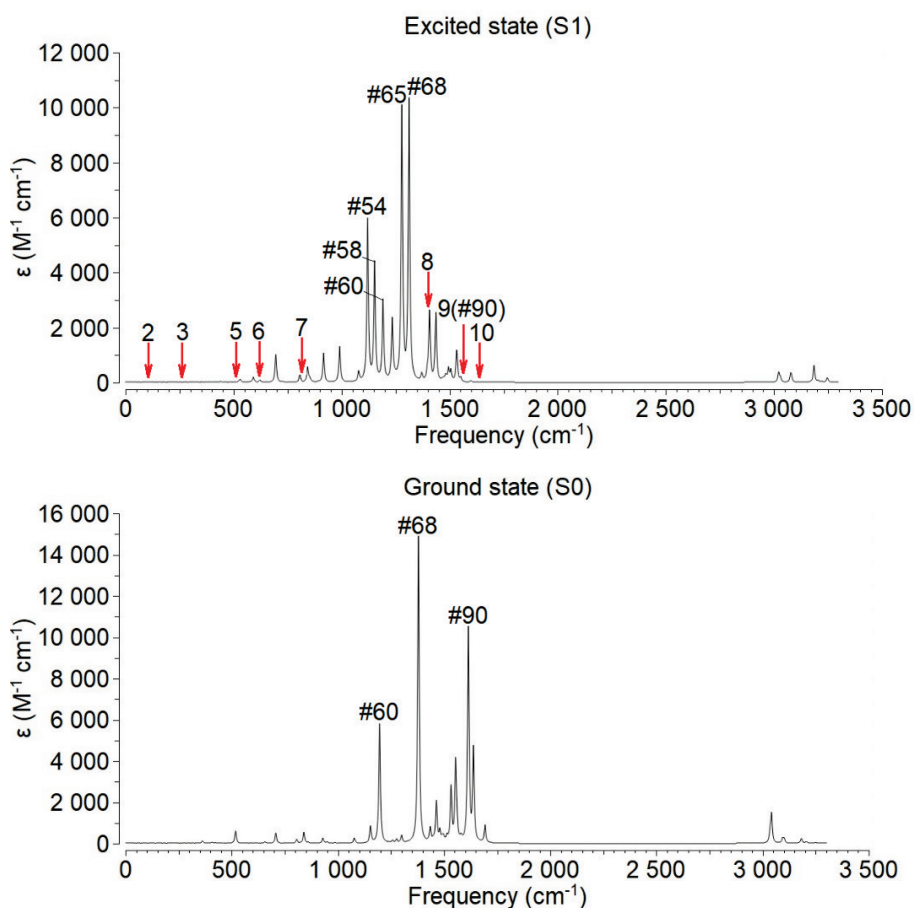 Excited state (S1)
12 000
10 000
8 000
6 000
4 000
2 000
0
ε (M⁻¹ cm⁻¹)
#65 #68
#54
#58
#60
8
9(#90)
2 3 5 6 7 10
0 500 1 000 1 500 2 000 2 500 3 000 3 500
Frequency (cm⁻¹)
Ground state (S0)
16 000
14 000
12 000
10 000
8 000
6 000
4 000
2 000
0
ε (M⁻¹ cm⁻¹)
#68
#90
#60
0 500 1 000 1 500 2 000 2 500 3 000 3 500
Frequency (cm⁻¹)